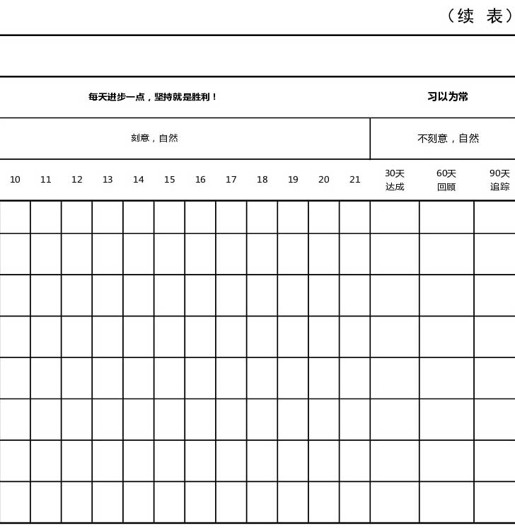 （续 表）
每天进步一点，坚持就是胜利！ 习以为常
刻意，自然 不刻意，自然
10 11 12 13 14 15 16 17 18 19 20 21 30天 60天 90天
达成 回顾 追踪